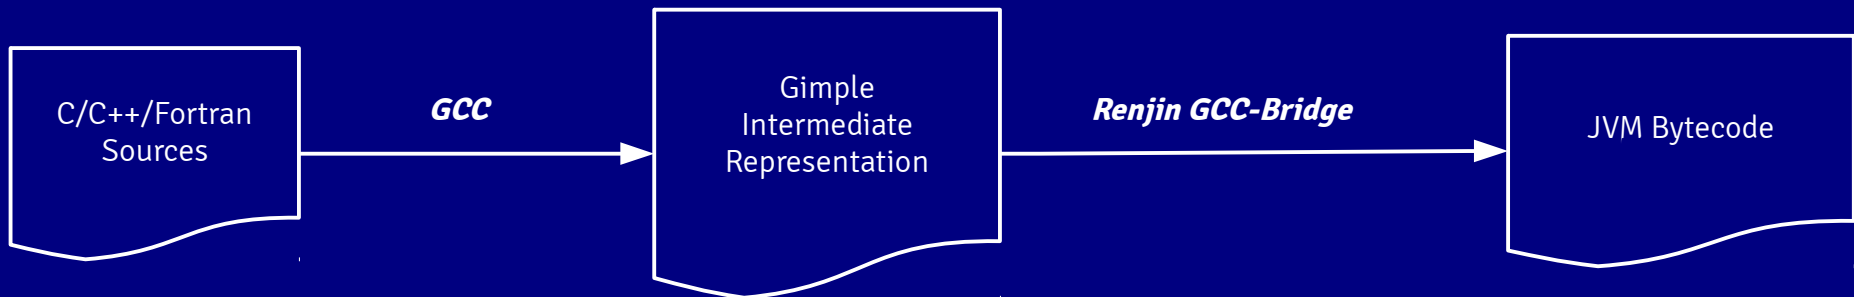 C/C++/Fortran
Sources
GCC
Gimple
Intermediate
Representation
Renjin GCC-Bridge
JVM Bytecode